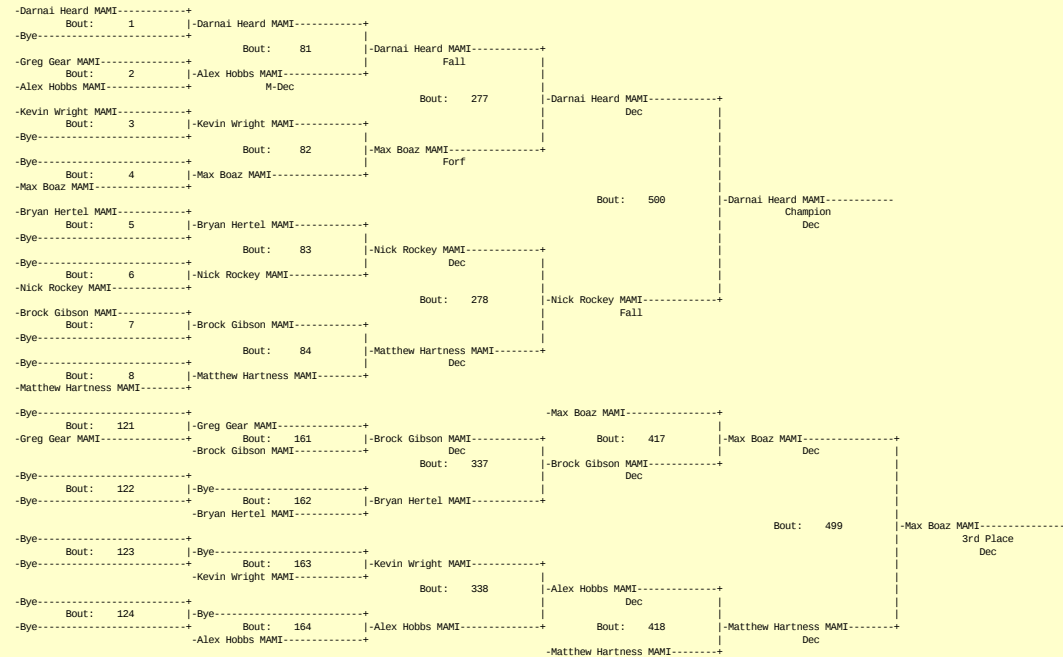 -Darnai Heard MAMI------------+
Bout: 1 |-Darnai Heard MAMI------------+
-Bye--------------------------+ |
Bout: 81 |-Darnai Heard MAMI------------+
-Greg Gear MAMI---------------+ | Fall |
Bout: 2 |-Alex Hobbs MAMI--------------+ |
-Alex Hobbs MAMI--------------+ M-Dec |
Bout: 277 |-Darnai Heard MAMI------------+
-Kevin Wright MAMI------------+ | Dec |
Bout: 3 |-Kevin Wright MAMI------------+ | |
-Bye--------------------------+ | | |
Bout: 82 |-Max Boaz MAMI----------------+ |
-Bye--------------------------+ | Forf |
Bout: 4 |-Max Boaz MAMI----------------+ |
-Max Boaz MAMI----------------+ |
Bout: 500 |-Darnai Heard MAMI------------
-Bryan Hertel MAMI------------+ | Champion
Bout: 5 |-Bryan Hertel MAMI------------+ | Dec
-Bye--------------------------+ | |
Bout: 83 |-Nick Rockey MAMI-------------+ |
-Bye--------------------------+ | Dec | |
Bout: 6 |-Nick Rockey MAMI-------------+ | |
-Nick Rockey MAMI-------------+ | |
Bout: 278 |-Nick Rockey MAMI-------------+
-Brock Gibson MAMI------------+ | Fall
Bout: 7 |-Brock Gibson MAMI------------+ |
-Bye--------------------------+ | |
Bout: 84 |-Matthew Hartness MAMI--------+
-Bye--------------------------+ | Dec
Bout: 8 |-Matthew Hartness MAMI--------+
-Matthew Hartness MAMI--------+
-Bye--------------------------+ -Max Boaz MAMI----------------+
Bout: 121 |-Greg Gear MAMI---------------+ |
-Greg Gear MAMI---------------+ Bout: 161 |-Brock Gibson MAMI------------+ Bout: 417 |-Max Boaz MAMI----------------+
-Brock Gibson MAMI------------+ Dec | | Dec |
Bout: 337 |-Brock Gibson MAMI------------+ |
-Bye--------------------------+ | Dec |
Bout: 122 |-Bye--------------------------+ | |
-Bye--------------------------+ Bout: 162 |-Bryan Hertel MAMI------------+ |
-Bryan Hertel MAMI------------+ |
Bout: 499 |-Max Boaz MAMI----------------
-Bye--------------------------+ | 3rd Place
Bout: 123 |-Bye--------------------------+ | Dec
-Bye--------------------------+ Bout: 163 |-Kevin Wright MAMI------------+ |
-Kevin Wright MAMI------------+ | |
Bout: 338 |-Alex Hobbs MAMI--------------+ |
-Bye--------------------------+ | Dec | |
Bout: 124 |-Bye--------------------------+ | | |
-Bye--------------------------+ Bout: 164 |-Alex Hobbs MAMI--------------+ Bout: 418 |-Matthew Hartness MAMI--------+
-Alex Hobbs MAMI--------------+ | Dec
-Matthew Hartness MAMI--------+